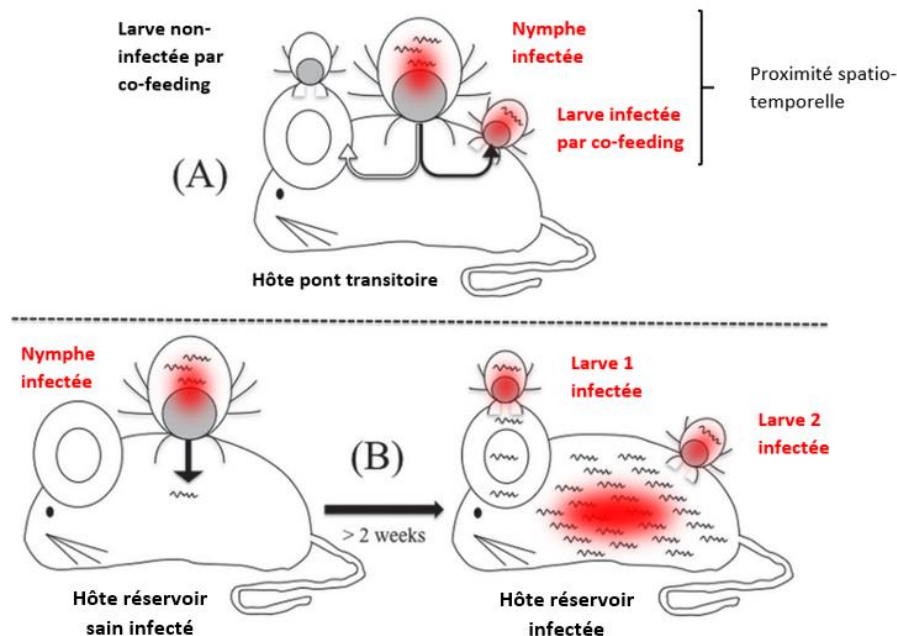 Larve non-
infectée par
co-feeding
Nymphe
infectée
Larve infectée
par co-feeding
Proximité spatio-
temporelle
(A)
Hôte pont transitoire
Nymphe
infectée
Larve 1
infectée
Larve 2
infectée
(B)
> 2 weeks
Hôte réservoir
sain infecté
Hôte réservoir
infectée